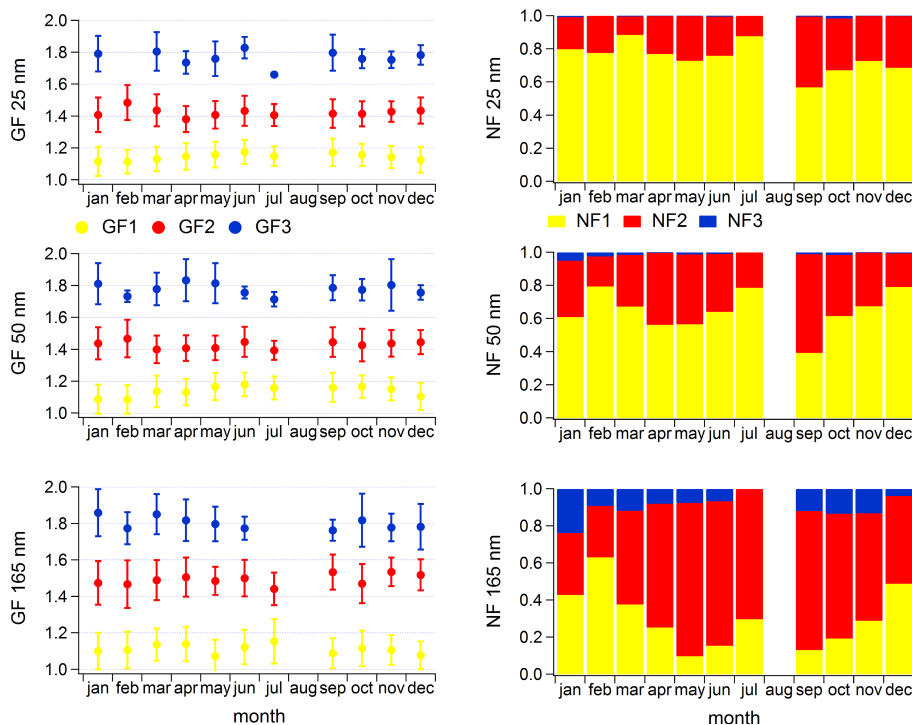 GF 25 nm
2.0
1.8
1.6
1.4
1.2
1.0
jan feb mar apr may jun jul aug sep oct nov dec
GF1 GF2 GF3
NF 25 nm
1.0
0.8
0.6
0.4
0.2
0.0
jan feb mar apr may jun jul aug sep oct nov dec
NF1 NF2 NF3
GF 50 nm
2.0
1.8
1.6
1.4
1.2
1.0
jan feb mar apr may jun jul aug sep oct nov dec
NF 50 nm
1.0
0.8
0.6
0.4
0.2
0.0
jan feb mar apr may jun jul aug sep oct nov dec
GF 165 nm
2.0
1.8
1.6
1.4
1.2
1.0
jan feb mar apr may jun jul aug sep oct nov dec
month
NF 165 nm
1.0
0.8
0.6
0.4
0.2
0.0
jan feb mar apr may jun jul aug sep oct nov dec
month